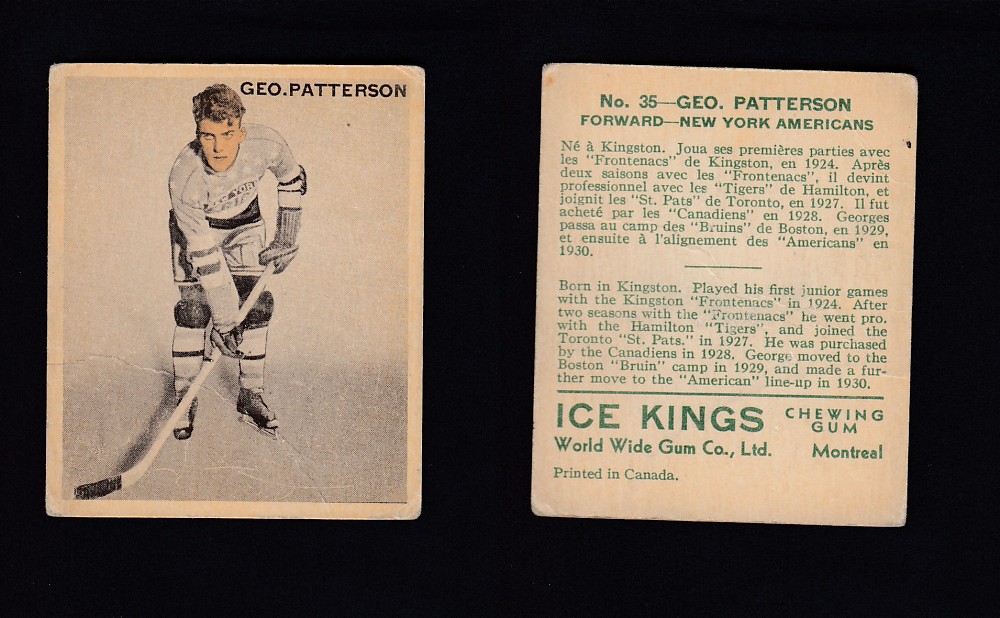 GEO. PATTERSON
NEW YORK
No. 35—GEO. PATTERSON
FORWARD—NEW YORK AMERICANS
Né à Kingston. Joua ses premières parties avec
les "Frontenacs" de Kingston, en 1924. Après
deux saisons avec les "Frontenacs", il devint
professionnel avec les "Tigers" de Hamilton, et
joignit les "St. Pats" de Toronto, en 1927. Il fut
acheté par les "Canadiens" en 1928. Georges
passa au camp des "Bruins" de Boston, en 1929,
et ensuite à l'alignement des "Americans" en
1930.
Born in Kingston. Played his first junior games
with the Kingston "Frontenacs" in 1924. After
two seasons with the "Frontenacs" he went pro.
with the Hamilton "Tigers", and joined the
Toronto "St. Pats." in 1927. He was purchased
by the Canadiens in 1928. George moved to the
Boston "Bruin" camp in 1929, and made a fur-
ther move to the "American" line-up in 1930.
ICE KINGS CHEWING GUM
World Wide Gum Co., Ltd. Montreal
Printed in Canada.